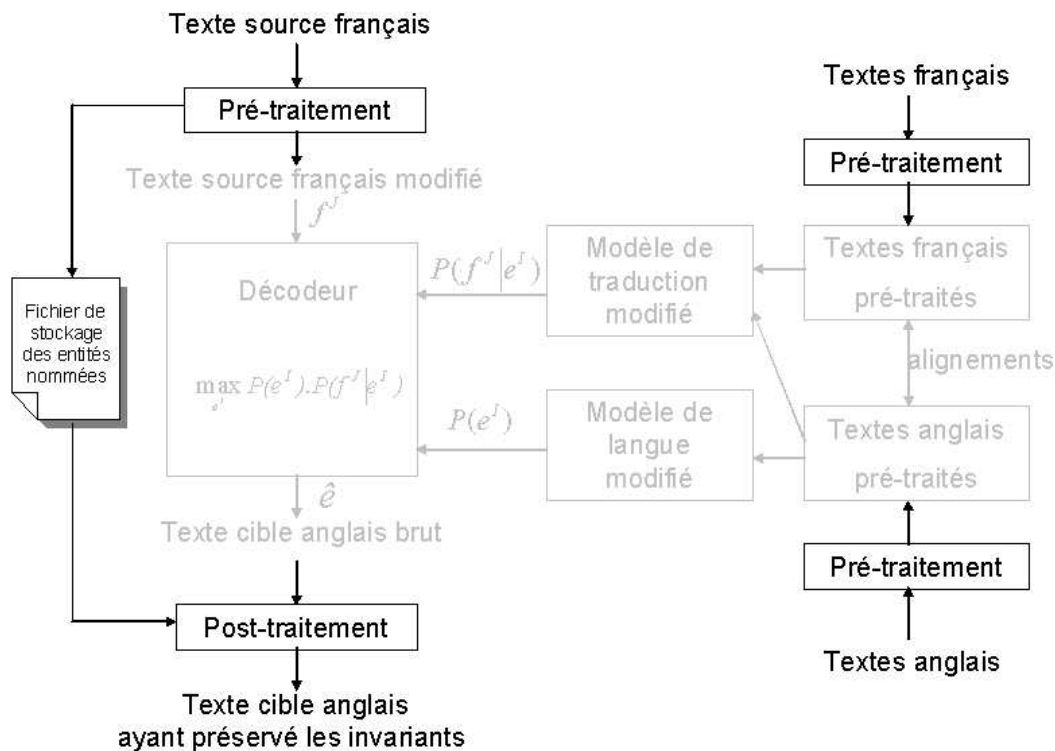 Texte source français
Pré-traitement
Texte source français modifié
f^J
Décodeur
max P(e^I).P(f^J|e^I)
e^I
ê
Texte cible anglais brut
Post-traitement
Texte cible anglais
ayant préservé les invariants
Fichier de
stockage
des entités
nommées
P(f^J|e^I)
Modèle de
traduction
modifié
P(e^I)
Modèle de
langue
modifié
Textes français
Pré-traitement
Textes français
pré-traités
alignements
Textes anglais
pré-traités
Pré-traitement
Textes anglais